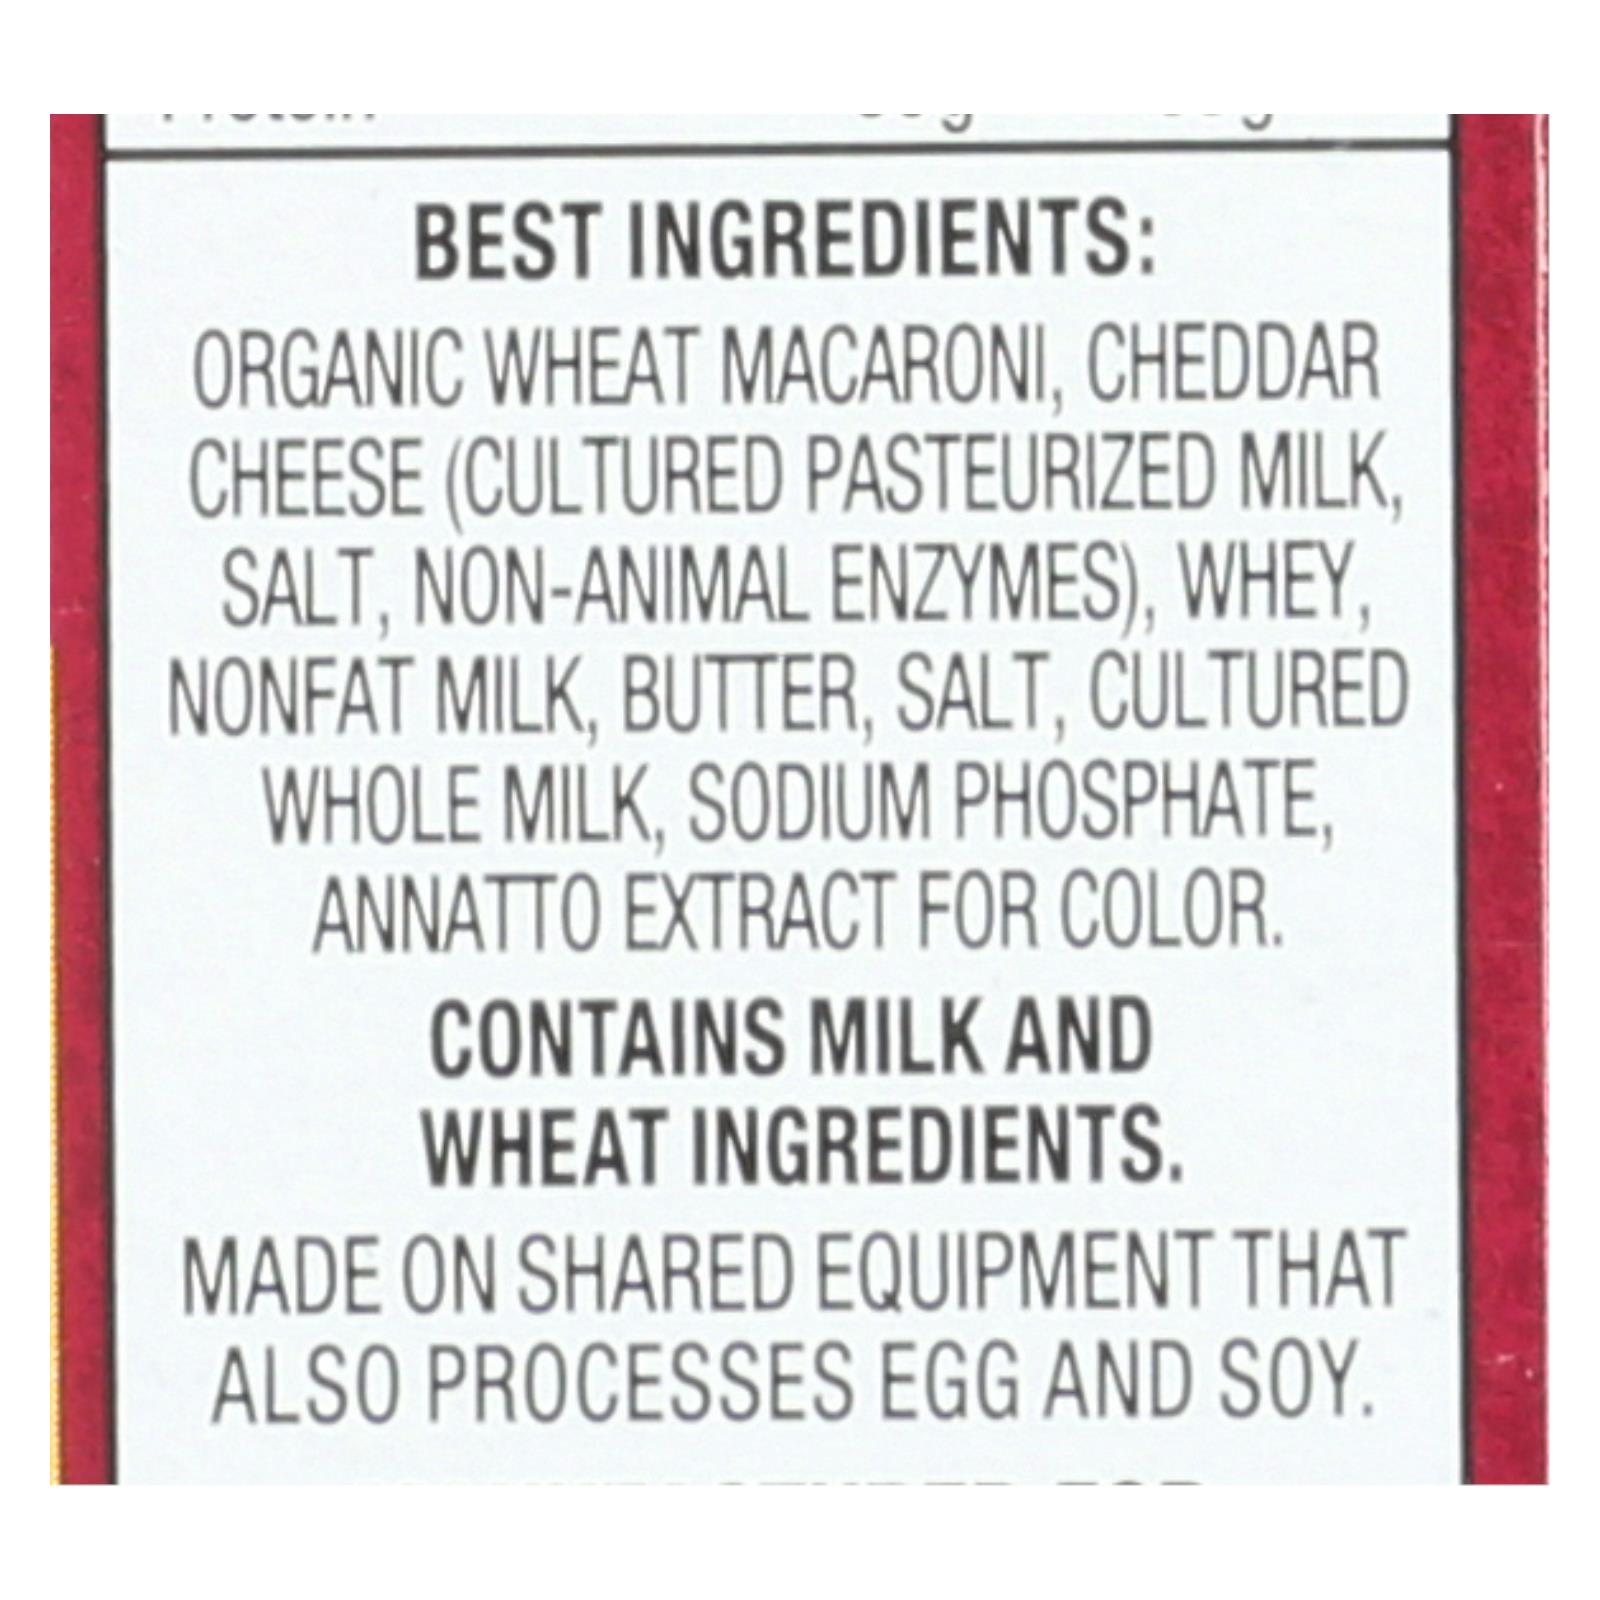 BEST INGREDIENTS:
ORGANIC WHEAT MACARONI, CHEDDAR
CHEESE (CULTURED PASTEURIZED MILK,
SALT, NON-ANIMAL ENZYMES), WHEY,
NONFAT MILK, BUTTER, SALT, CULTURED
WHOLE MILK, SODIUM PHOSPHATE,
ANNATTO EXTRACT FOR COLOR.
CONTAINS MILK AND
WHEAT INGREDIENTS.
MADE ON SHARED EQUIPMENT THAT
ALSO PROCESSES EGG AND SOY.